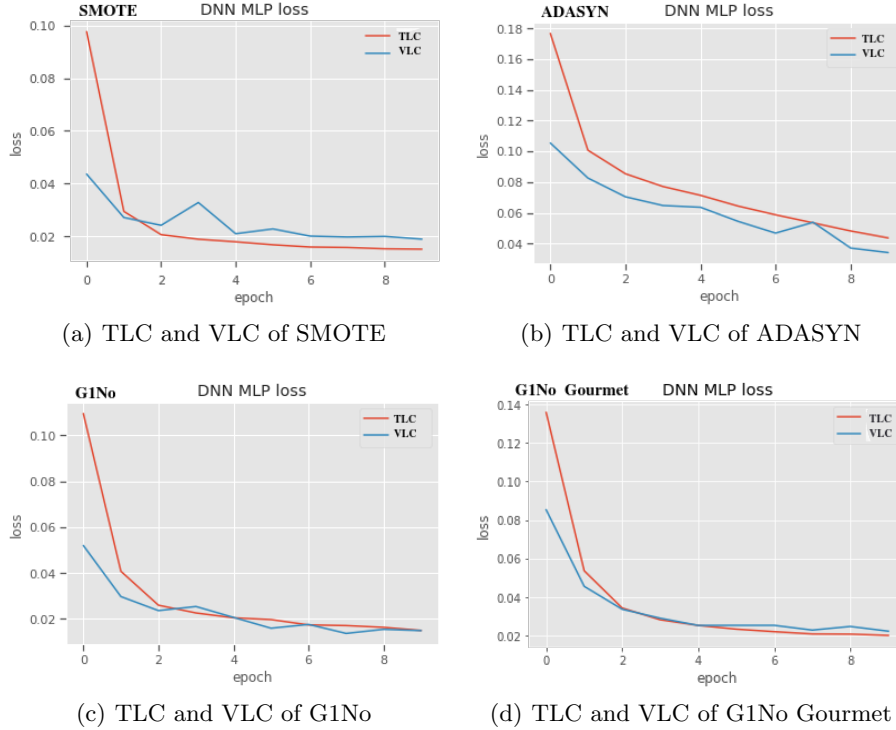 SMOTE DNN MLP loss
TLC
VLC
0.10
0.08
0.06
0.04
0.02
loss
0 2 4 6 8
epoch
(a) TLC and VLC of SMOTE
ADASYN DNN MLP loss
TLC
VLC
0.18
0.16
0.14
0.12
0.10
0.08
0.06
0.04
loss
0 2 4 6 8
epoch
(b) TLC and VLC of ADASYN
G1No DNN MLP loss
TLC
VLC
0.10
0.08
0.06
0.04
0.02
loss
0 2 4 6 8
epoch
(c) TLC and VLC of G1No
G1No Gourmet DNN MLP loss
TLC
VLC
0.14
0.12
0.10
0.08
0.06
0.04
0.02
loss
0 2 4 6 8
epoch
(d) TLC and VLC of G1No Gourmet